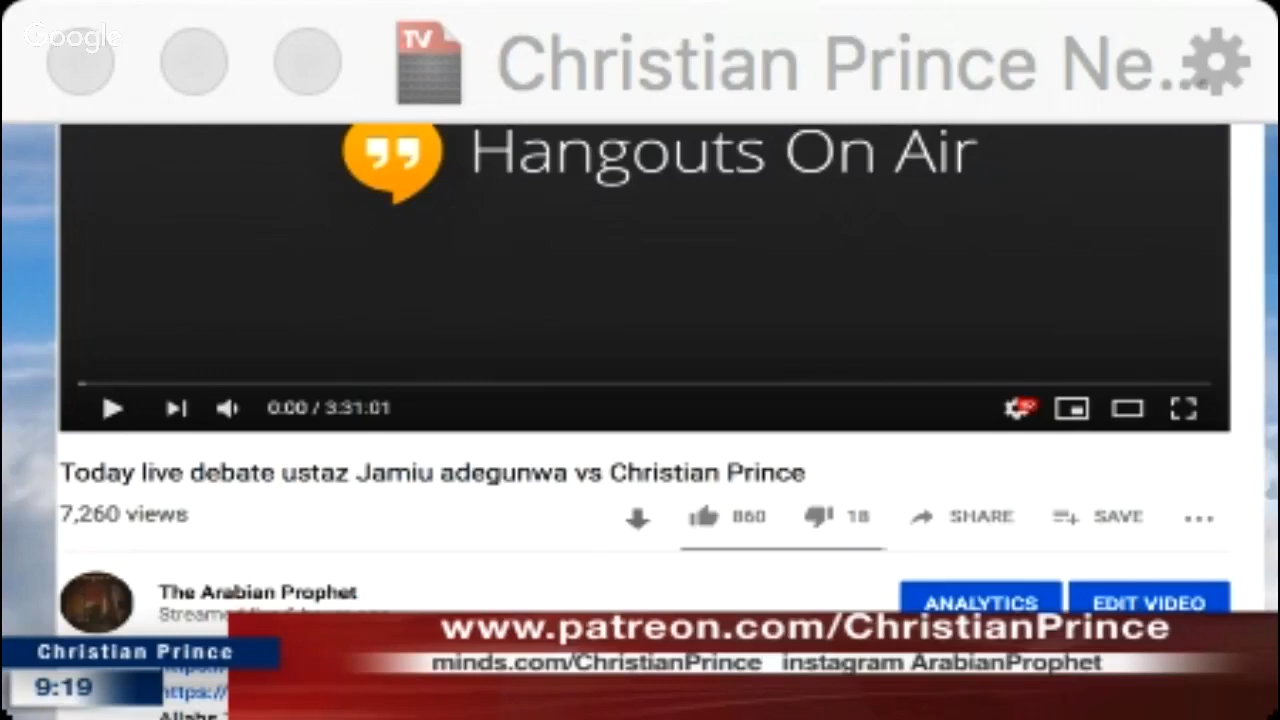 Google
TV
Christian Prince Ne...
Hangouts On Air
0:00 / 3:31:01
Today live debate ustaz Jamiu adegunwa vs Christian Prince
7,260 views
860
18
SHARE
SAVE
The Arabian Prophet
ANALYTICS
EDIT VIDEO
Streamed
www.patreon.com/ChristianPrince
Christian Prince
minds.com/ChristianPrince instagram ArabianProphet
9:19
https://